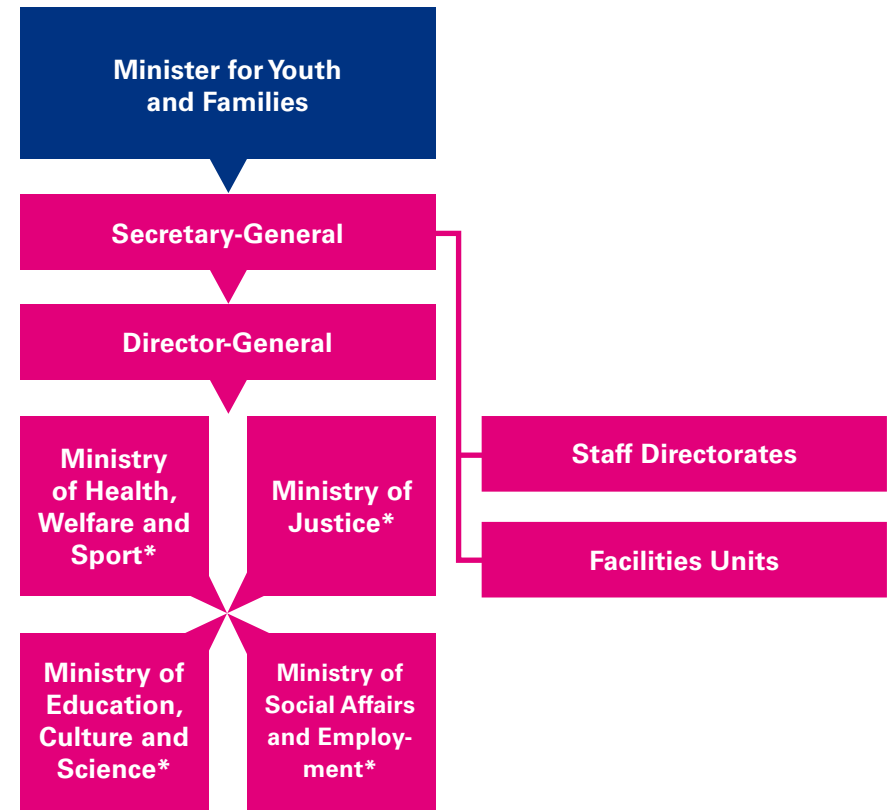 Minister for Youth
and Families
Secretary-General
Director-General
Ministry
of Health,
Welfare and
Sport*
Ministry of
Justice*
Staff Directorates
Facilities Units
Ministry of
Education,
Culture and
Science*
Ministry of
Social Affairs
and Employ-
ment*